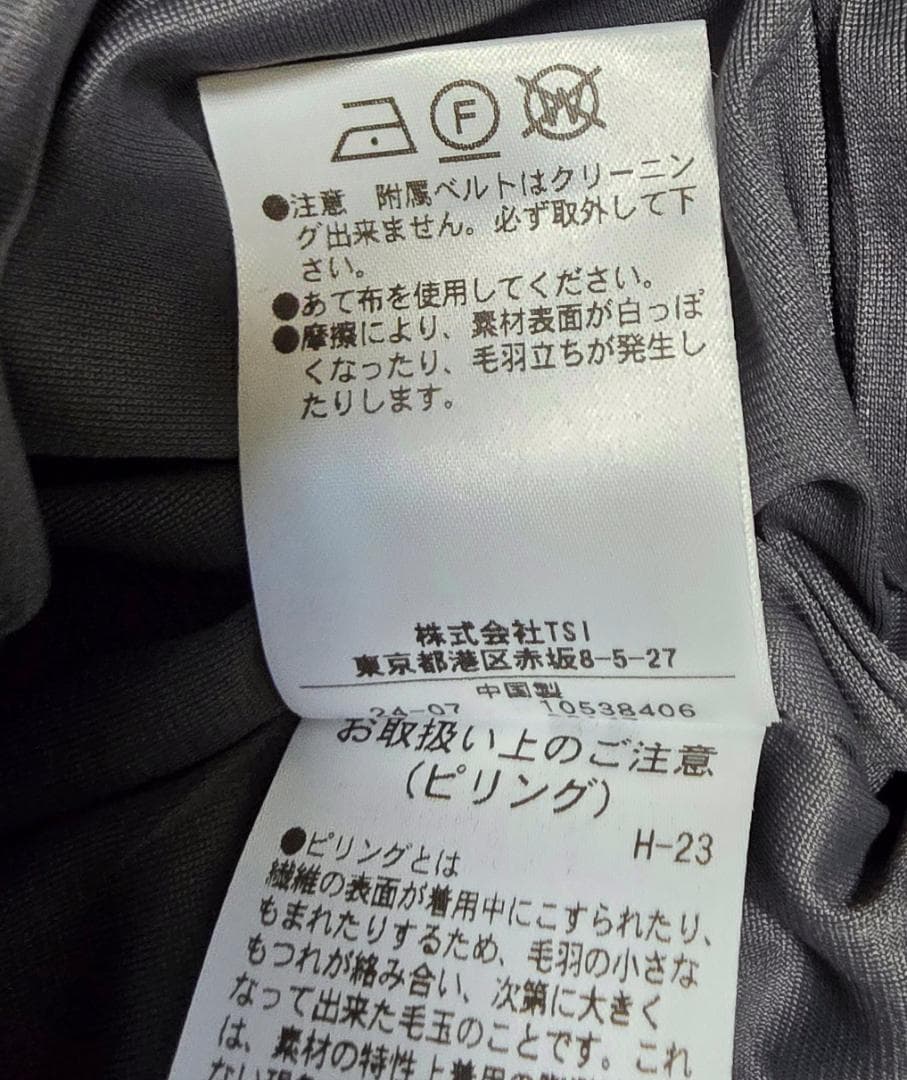 F
W
●注意 附属ベルトはクリーニン
グ出来ません。必ず取外して下
さい。
●あて布を使用してください。
●摩擦により、素材表面が白っぽ
くなったり、毛羽立ちが発生し
たりします。
株式会社TSI
東京都港区赤坂8-5-27
中国製
24-07 10538406
お取扱い上のご注意
(ピリング)
H-23
●ピリングとは
繊維の表面が着用中にこすられたり、
もまれたりするため、毛羽の小さな
もつれが絡み合い、次第に大きく
なって出来た毛玉のことです。これ
は、素材の特性上着用の
ない現